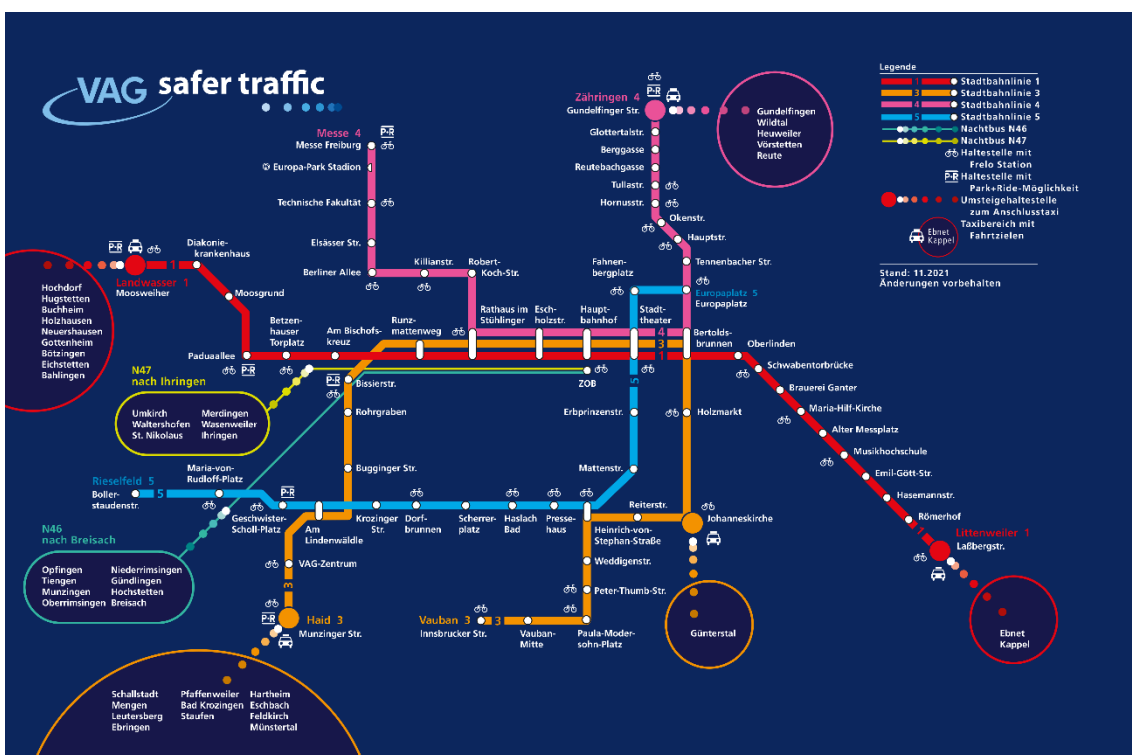 VAG safer traffic
Legende
1 Stadtbahnlinie 1
3 Stadtbahnlinie 3
4 Stadtbahnlinie 4
5 Stadtbahnlinie 5
Nachtbus N46
Nachtbus N47
Haltestelle mit
Frelo Station
P+R Haltestelle mit
Park+Ride-Möglichkeit
Umsteigehaltestelle
zum Anschlusstaxi
Taxibereich mit
Fahrtzielen
Ebnet
Kappel
Stand: 11.2021
Änderungen vorbehalten
Zähringen 4
P+R
Gundelfinger Str.
Glottertalstr.
Berggasse
Reutebachgasse
Tullastr.
Hornusstr.
Okenstr.
Hauptstr.
Tennenbacher Str.
Gundelfingen
Wildtal
Heuweiler
Vörstetten
Reute
Messe 4
P+R
Messe Freiburg
Europa-Park Stadion
Technische Fakultät
Elsässer Str.
Berliner Allee
Killianstr.
Robert-
Koch-Str.
Fahnen-
bergplatz
Europaplatz 5
Europaplatz
P+R
Landwasser 1
Moosweiher
1
Diakonie-
krankenhaus
Moosgrund
Paduaallee
P+R
Betzen-
hauser
Torplatz
Am Bischofs-
kreuz
Runz-
mattenweg
Rathaus im
Stühlinger
Esch-
holzstr.
Haupt-
bahnhof
Stadt-
theater
Bertolds-
brunnen
4
3
1
5
Oberlinden
Schwabentorbrücke
Brauerei Ganter
Maria-Hilf-Kirche
Alter Messplatz
Musikhochschule
Emil-Gött-Str.
Hasemannstr.
Römerhof
1
Littenweiler 1
Laßbergstr.
Ebnet
Kappel
Hochdorf
Hugstetten
Buchheim
Holzhausen
Neuershausen
Gottenheim
Bötzingen
Eichstetten
Bahlingen
N47
nach Ihringen
Umkirch
Waltershofen
St. Nikolaus
Merdingen
Wasenweiler
Ihringen
P+R
Bissierstr.
ZOB
Rohrgraben
Bugginger Str.
Erbprinzenstr.
Holzmarkt
Mattenstr.
Rieselfeld 5
Boller-
staudenstr.
5
Maria-von-
Rudloff-Platz
P+R
Geschwister-
Scholl-Platz
Am
Lindenwäldle
Krozinger
Str.
Dorf-
brunnen
Scherrer-
platz
Haslach
Bad
Presse-
haus
Heinrich-von-
Stephan-Straße
Reiterstr.
Johanneskirche
Günterstal
Weddigenstr.
Peter-Thumb-Str.
Paula-Moder-
sohn-Platz
Vauban-
Mitte
Vauban 3
Innsbrucker Str.
3
N46
nach Breisach
Opfingen
Tiengen
Munzingen
Oberrimsingen
Niederrimsingen
Gündlingen
Hochstetten
Breisach
VAG-Zentrum
3
P+R
Haid 3
Munzinger Str.
Schallstadt
Mengen
Leutersberg
Ebringen
Pfaffenweiler
Bad Krozingen
Staufen
Hartheim
Eschbach
Feldkirch
Münstertal